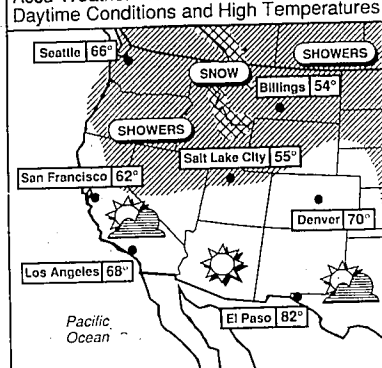 Daytime Conditions and High Temperatures
Seattle 66°
SHOWERS
SNOW
Billings 54°
SHOWERS
Salt Lake City 55°
San Francisco 62°
Denver 70°
Los Angeles 68°
El Paso 82°
Pacific
Ocean